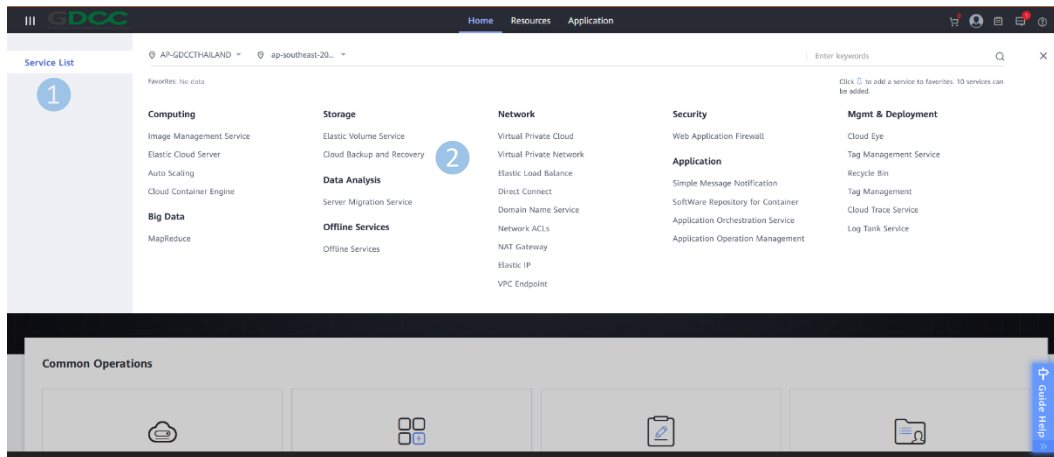 GDCC
Home Resources Application
Service List
AP-GDCCTHAILAND ap-southeast-20...
Enter keywords
Favorites: No data
Click to add a service to favorites. 10 services can
be added.
1
Computing
Image Management Service
Elastic Cloud Server
Auto Scaling
Cloud Container Engine
Big Data
MapReduce
Storage
Elastic Volume Service
Cloud Backup and Recovery
2
Data Analysis
Server Migration Service
Offline Services
Offline Services
Network
Virtual Private Cloud
Virtual Private Network
Elastic Load Balance
Direct Connect
Domain Name Service
Network ACLs
NAT Gateway
Elastic IP
VPC Endpoint
Security
Web Application Firewall
Application
Simple Message Notification
SoftWare Repository for Container
Application Orchestration Service
Application Operation Management
Mgmt & Deployment
Cloud Eye
Tag Management Service
Recycle Bin
Tag Management
Cloud Trace Service
Log Tank Service
Common Operations
Guide Help